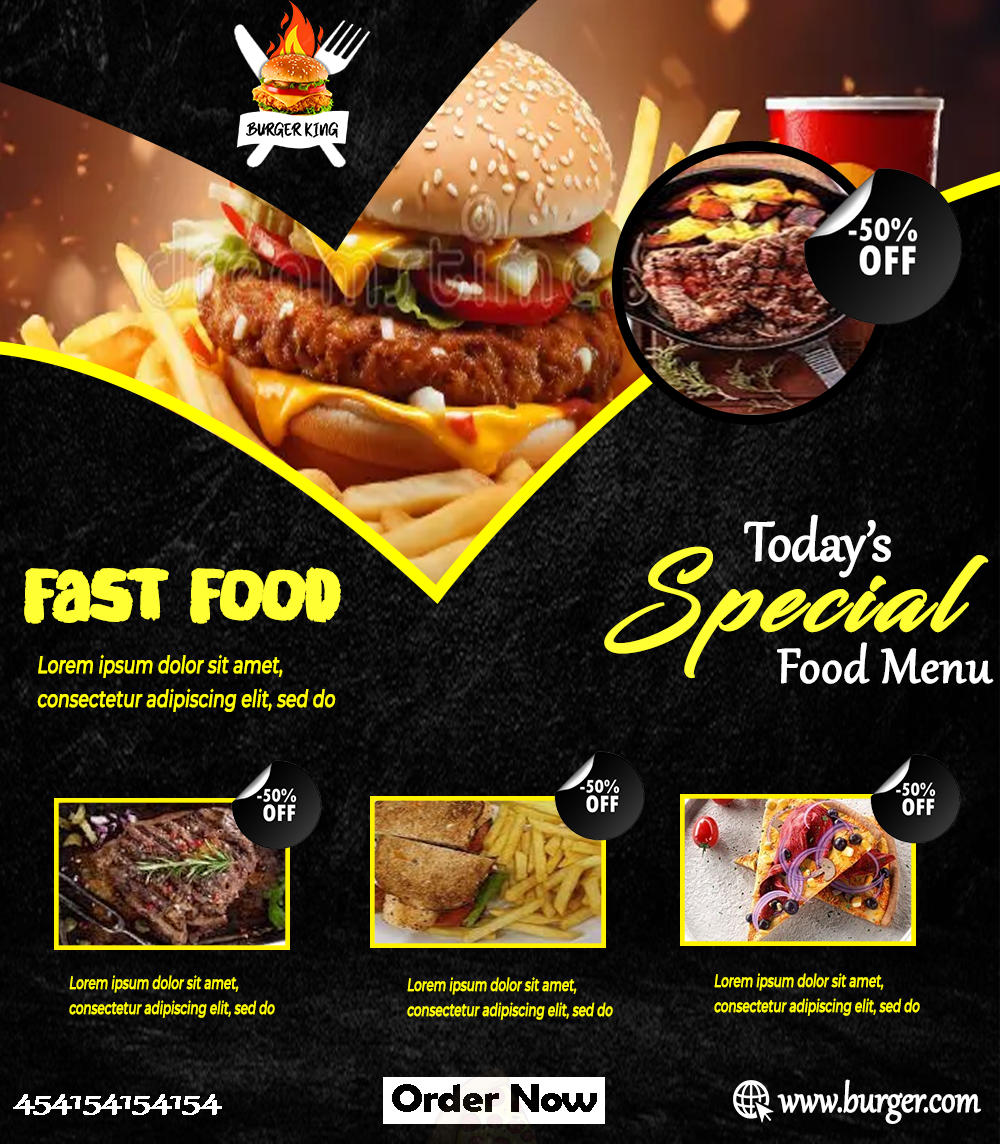 BURGER KING
dreamstime
-50%
OFF
Today's
Special
Food Menu
FAST FOOD
Lorem ipsum dolor sit amet,
consectetur adipiscing elit, sed do
-50%
OFF
-50%
OFF
-50%
OFF
Lorem ipsum dolor sit amet,
consectetur adipiscing elit, sed do
Lorem ipsum dolor sit amet,
consectetur adipiscing elit, sed do
Lorem ipsum dolor sit amet,
consectetur adipiscing elit, sed do
454154154154
Order Now
www.burger.com